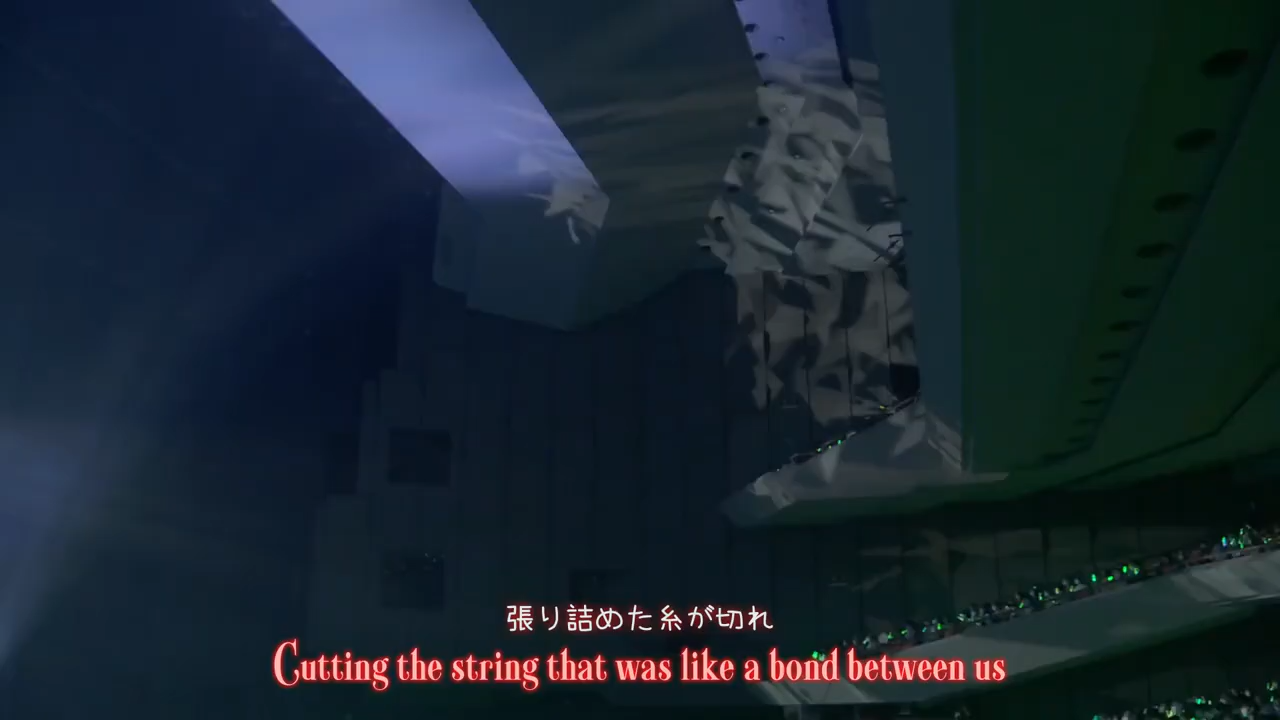 張り詰めた糸が切れ
Cutting the string that was like a bond between us